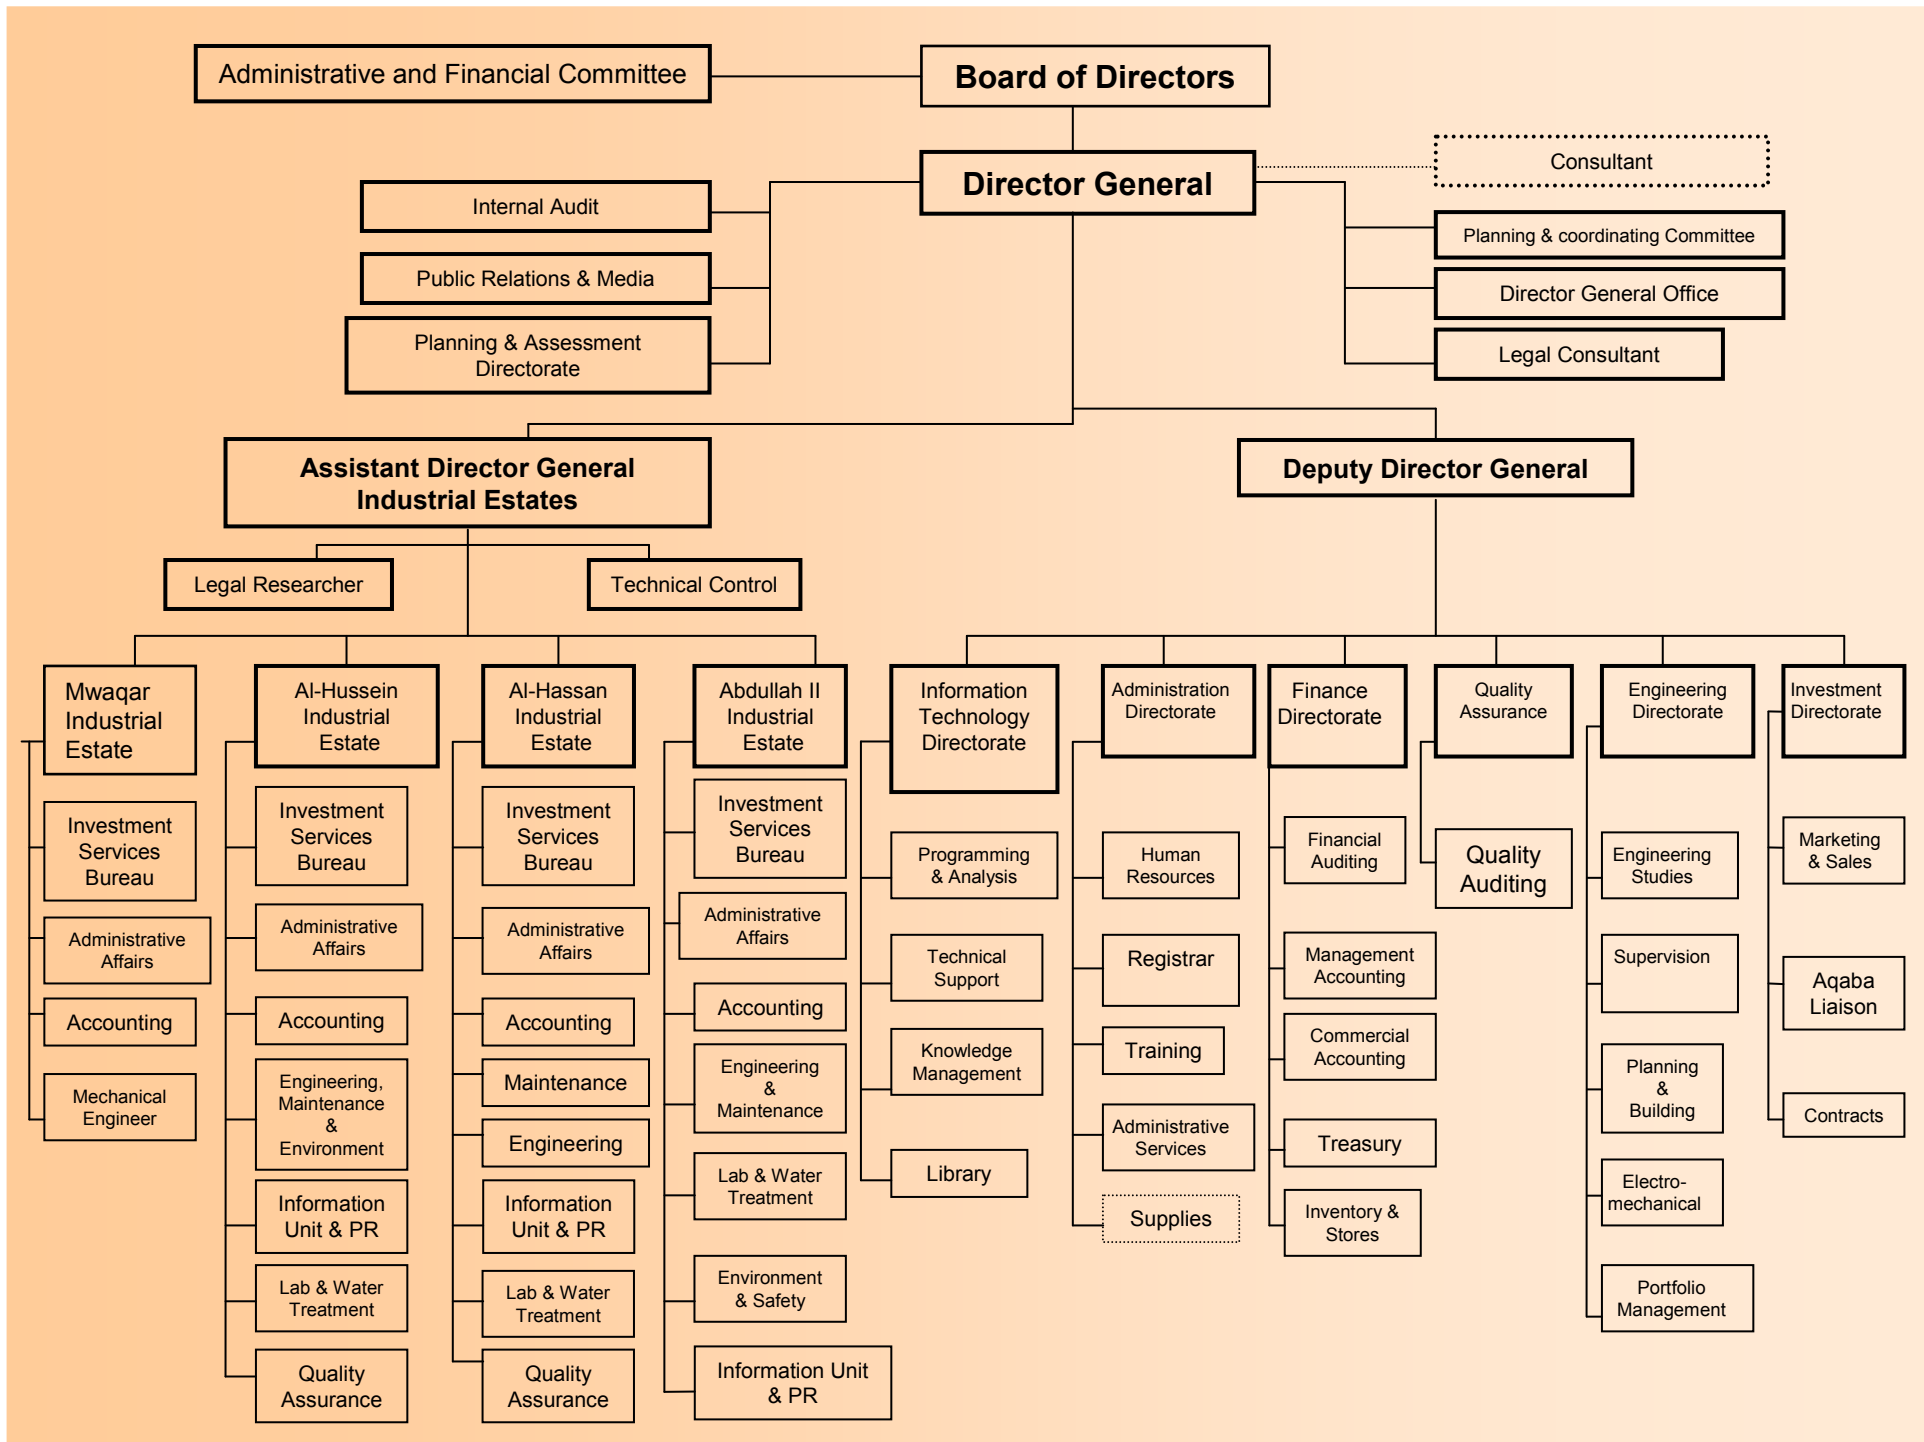 Administrative and Financial Committee
Board of Directors
Director General
Consultant
Internal Audit
Planning & coordinating Committee
Public Relations & Media
Director General Office
Planning & Assessment
Directorate
Legal Consultant
Assistant Director General
Industrial Estates
Deputy Director General
Legal Researcher
Technical Control
Mwaqar
Industrial
Estate
Investment
Services
Bureau
Administrative
Affairs
Accounting
Mechanical
Engineer
Al-Hussein
Industrial
Estate
Investment
Services
Bureau
Administrative
Affairs
Accounting
Engineering,
Maintenance
&
Environment
Information
Unit & PR
Lab & Water
Treatment
Quality
Assurance
Al-Hassan
Industrial
Estate
Investment
Services
Bureau
Administrative
Affairs
Accounting
Maintenance
Engineering
Information
Unit & PR
Lab & Water
Treatment
Quality
Assurance
Abdullah II
Industrial
Estate
Investment
Services
Bureau
Administrative
Affairs
Accounting
Engineering
&
Maintenance
Lab & Water
Treatment
Environment
& Safety
Information Unit
& PR
Information
Technology
Directorate
Programming
& Analysis
Technical
Support
Knowledge
Management
Library
Administration
Directorate
Human
Resources
Registrar
Training
Administrative
Services
Supplies
Finance
Directorate
Financial
Auditing
Management
Accounting
Commercial
Accounting
Treasury
Inventory &
Stores
Quality
Assurance
Quality
Auditing
Engineering
Directorate
Engineering
Studies
Supervision
Planning
&
Building
Electro-
mechanical
Portfolio
Management
Investment
Directorate
Marketing
& Sales
Aqaba
Liaison
Contracts